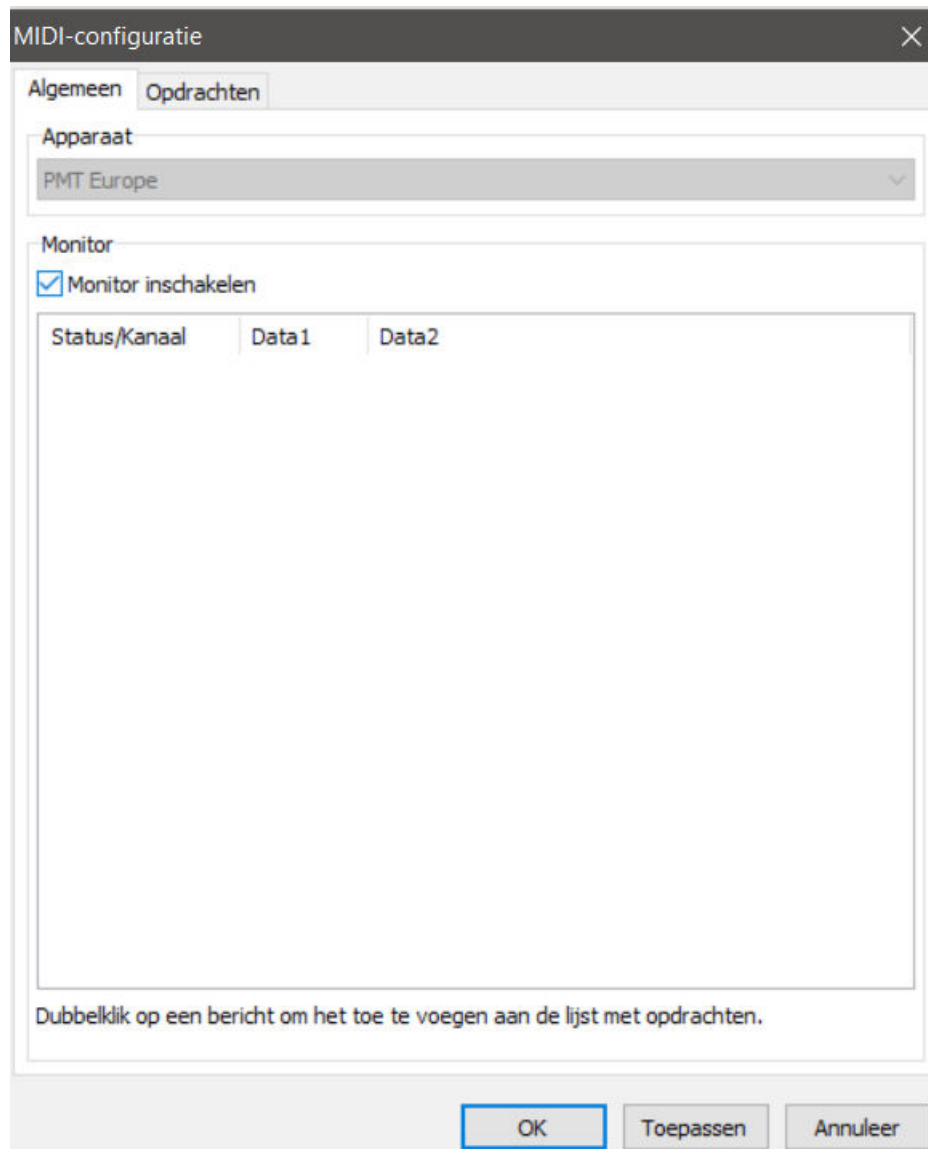 MIDI-configuratie
Algemeen Opdrachten
Apparaat
PMT Europe
Monitor
Monitor inschakelen
Status/Kanaal Data1 Data2
Dubbelklik op een bericht om het toe te voegen aan de lijst met opdrachten.
OK Toepassen Annuleer